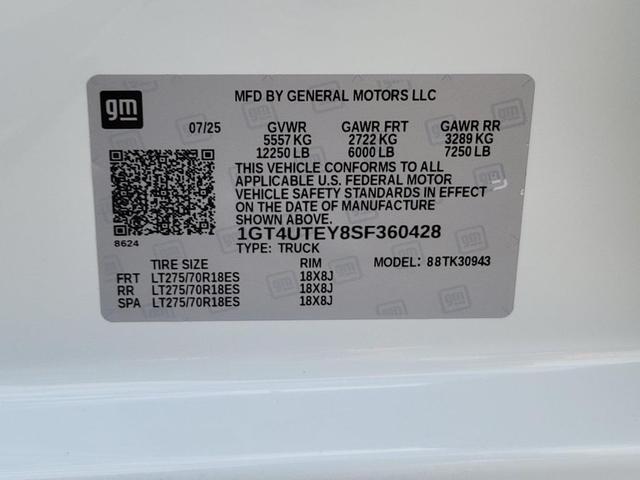 gm
MFD BY GENERAL MOTORS LLC
07/25 GVWR GAWR FRT GAWR RR
5557 KG 2722 KG 3289 KG
12250 LB 6000 LB 7250 LB
THIS VEHICLE CONFORMS TO ALL
APPLICABLE U.S. FEDERAL MOTOR
VEHICLE SAFETY STANDARDS IN EFFECT
ON THE DATE OF MANUFACTURE
SHOWN ABOVE.
8624
1GT4UTEY8SF360428
TYPE: TRUCK
TIRE SIZE RIM MODEL: 88TK30943
FRT LT275/70R18ES 18X8J
RR LT275/70R18ES 18X8J
SPA LT275/70R18ES 18X8J